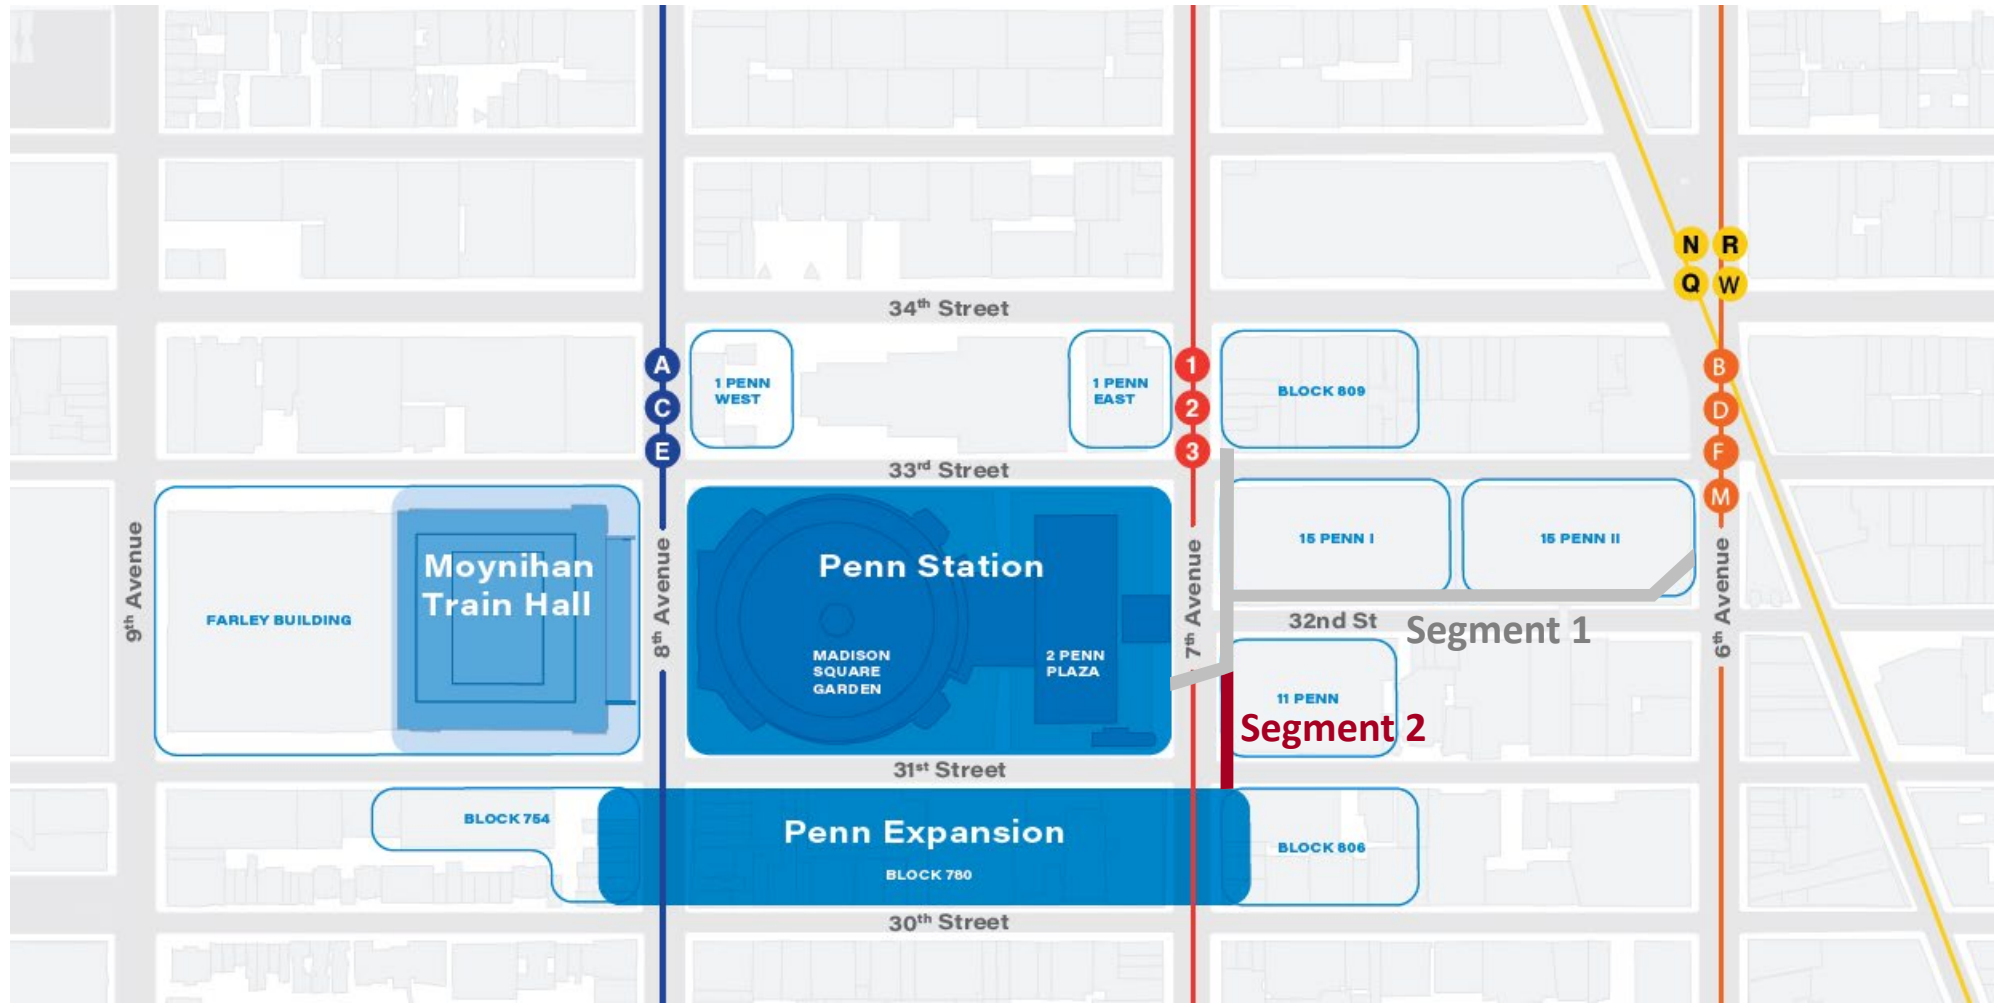 N R
Q W
34th Street
A
C
E
1 PENN
WEST
1 PENN
EAST
1
2
3
BLOCK 809
B
D
F
M
33rd Street
9th Avenue
FARLEY BUILDING
Moynihan
Train Hall
8th Avenue
Penn Station
MADISON
SQUARE
GARDEN
2 PENN
PLAZA
7th Avenue
15 PENN I
15 PENN II
6th Avenue
32nd St
Segment 1
11 PENN
Segment 2
31st Street
BLOCK 754
Penn Expansion
BLOCK 780
BLOCK 806
30th Street